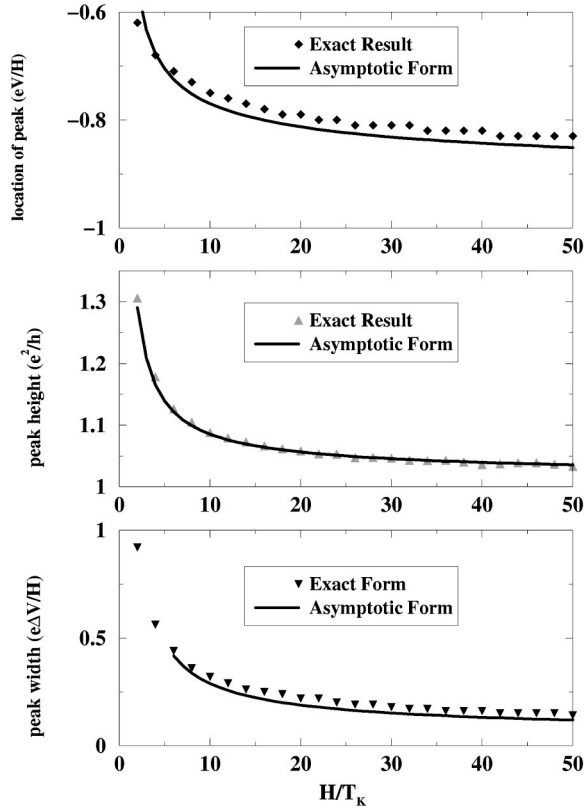 −0.6
Exact Result
Asymptotic Form
−0.8
−1
location of peak (eV/H)
0 10 20 30 40 50
1.3
Exact Result
Asymptotic Form
1.2
1.1
1
peak height (e²/h)
0 10 20 30 40 50
1
Exact Form
Asymptotic Form
0.5
0
peak width (eΔV/H)
0 10 20 30 40 50
H/T_K